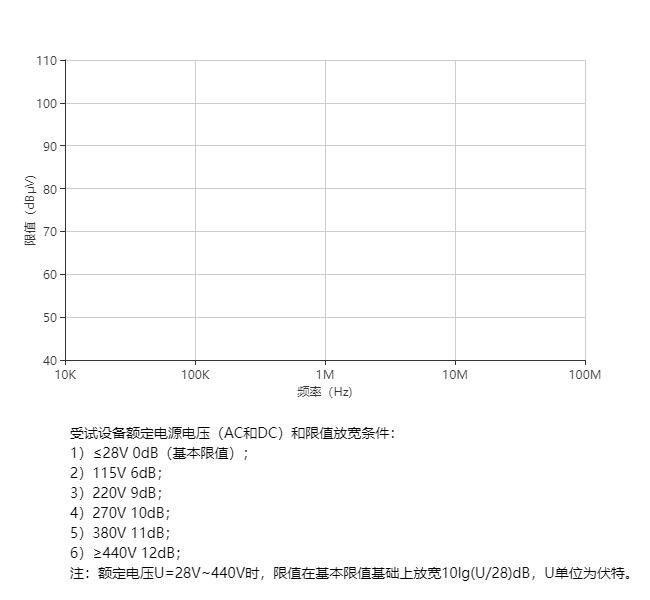 110
100
90
80
70
60
50
40
限值（dBμV）
10K 100K 1M 10M 100M
频率（Hz）
受试设备额定电源电压（AC和DC）和限值放宽条件：
1）≤28V 0dB（基本限值）；
2）115V 6dB；
3）220V 9dB；
4）270V 10dB；
5）380V 11dB；
6）≥440V 12dB；
注：额定电压U=28V~440V时，限值在基本限值基础上放宽10lg(U/28)dB，U单位为伏特。